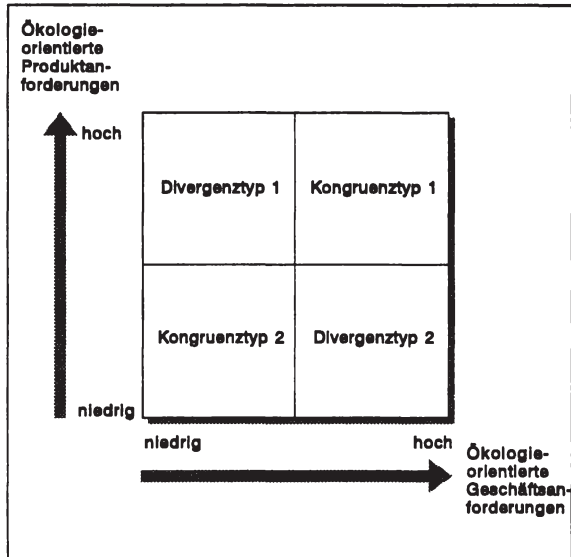 Ökologie-
orientierte
Produktan-
forderungen
hoch
Divergenztyp 1
Kongruenztyp 1
Kongruenztyp 2
Divergenztyp 2
niedrig
niedrig
hoch
Ökologie-
orientierte
Geschäftsan-
forderungen